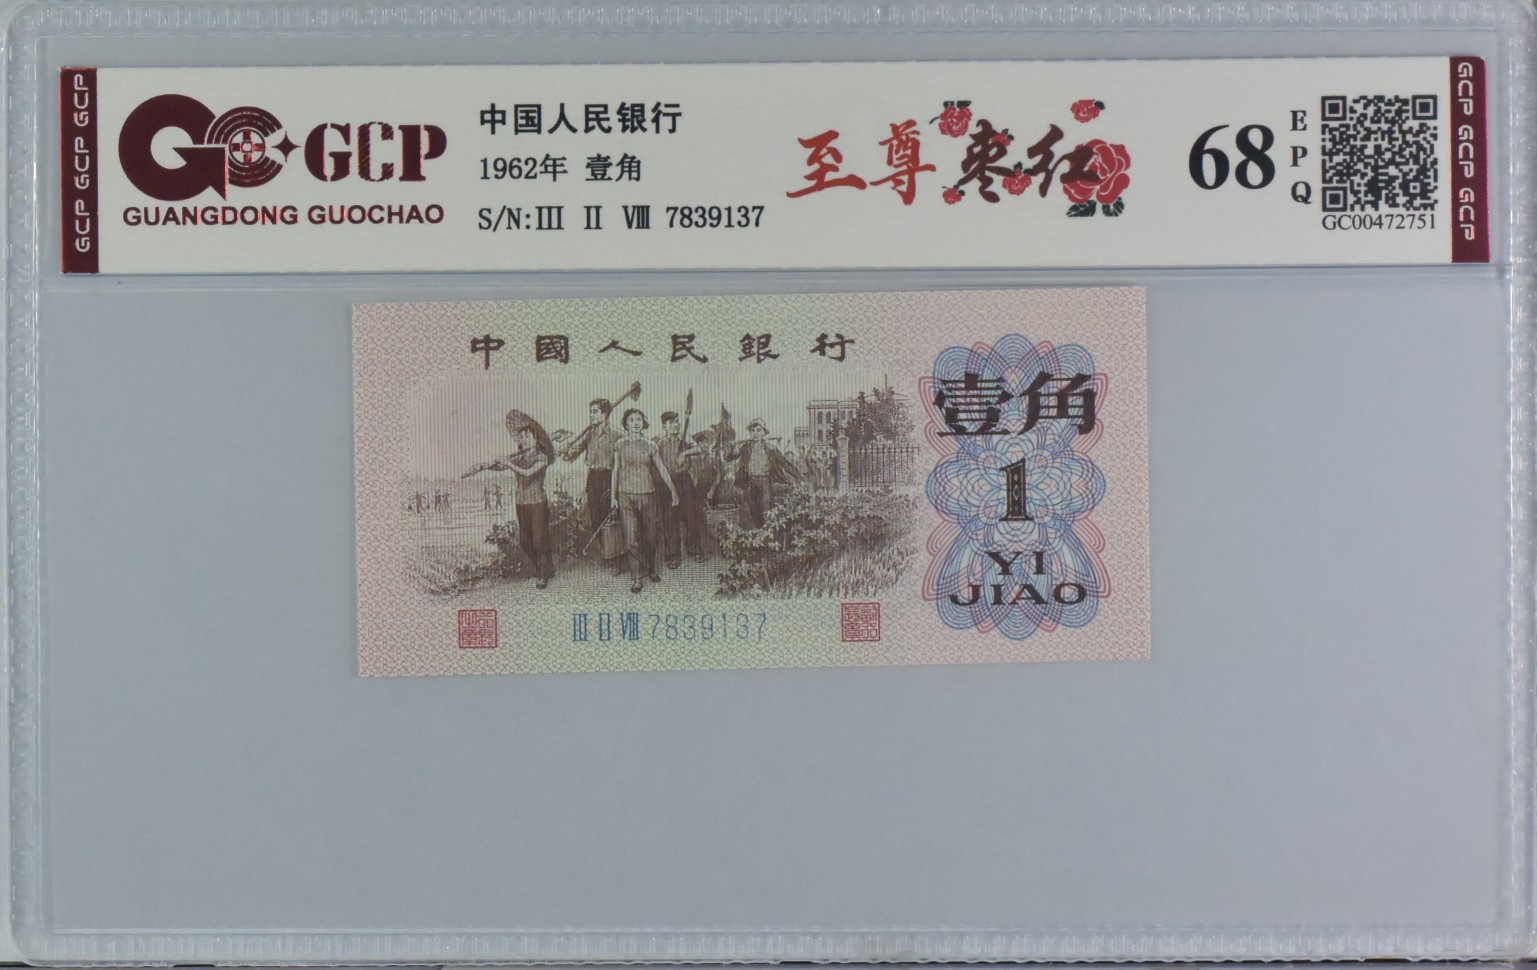 GCP GCP GCP
GCP
GUANGDONG GUOCHAO
中国人民银行
1962年 壹角
S/N:III II VIII 7839137
至尊枣红
68
EPQ
GC00472751
GCP GCP GCP
中國人民銀行
壹角
1
YI
JIAO
III II VIII 7839137